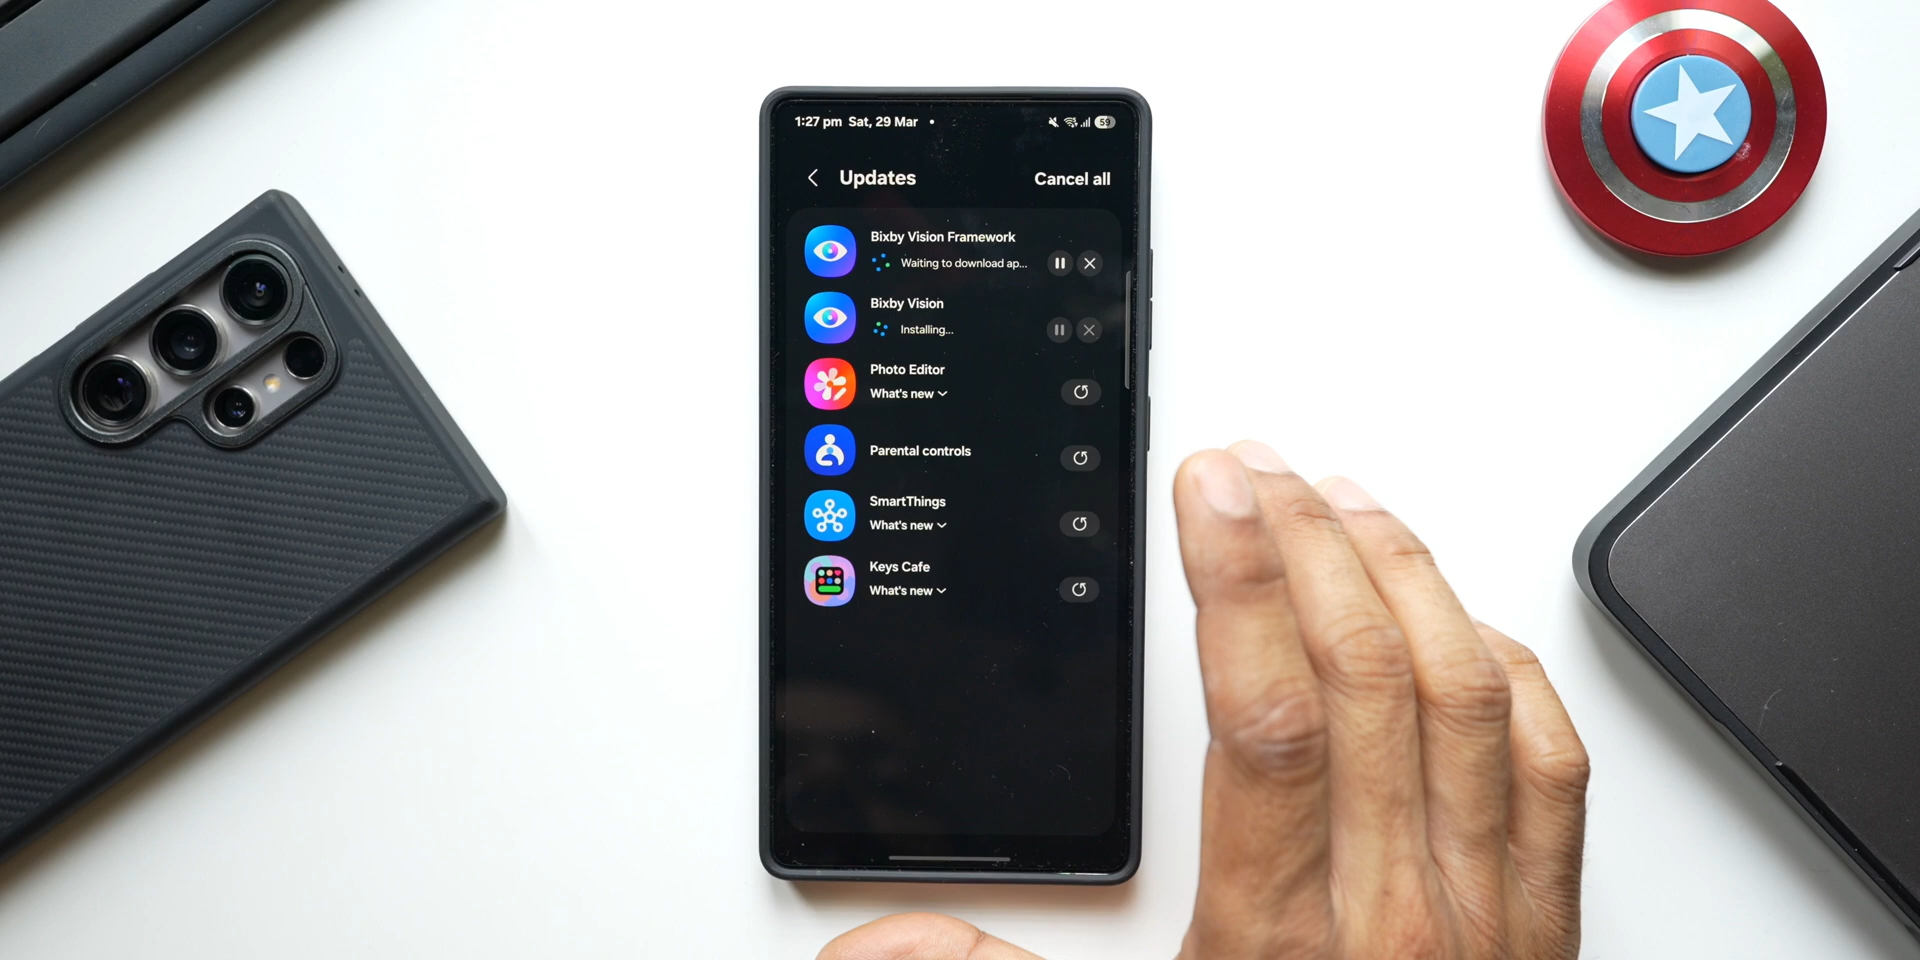 1:27 pm Sat, 29 Mar
59
Updates
Cancel all
Bixby Vision Framework
Waiting to download ap...
Bixby Vision
Installing...
Photo Editor
What's new
Parental controls
SmartThings
What's new
Keys Cafe
What's new